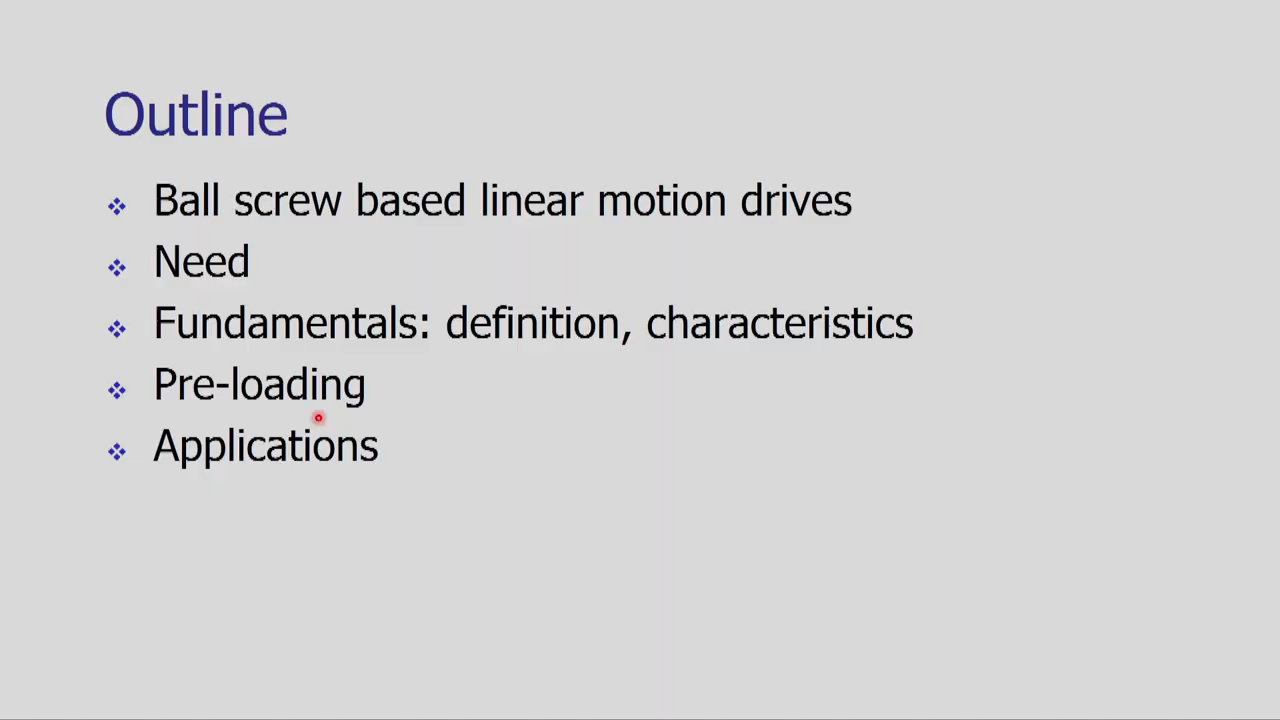 Outline
Ball screw based linear motion drives
Need
Fundamentals: definition, characteristics
Pre-loading
Applications